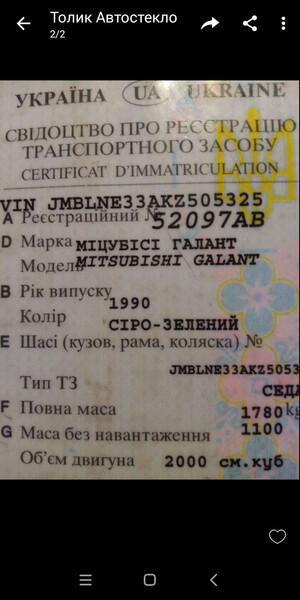 Толик Автостекло
2/2
УКРАЇНА UA UKRAINE
СВІДОЦТВО ПРО РЕЄСТРАЦІЮ
ТРАНСПОРТНОГО ЗАСОБУ
CERTIFICAT D'IMMATRICULATION
VIN JMBLNE33AKZ505325
A Реєстраційний № 52097АВ
D Марка МІЦУБІСІ ГАЛАНТ
Модель MITSUBISHI GALANT
B Рік випуску 1990
Колір СІРО-ЗЕЛЕНИЙ
E Шасі (кузов, рама, коляска) №
JMBLNE33AKZ5053
Тип ТЗ СЕДА
F Повна маса 1780 kg
G Маса без навантаження 1100
Об'єм двигуна 2000 см.куб